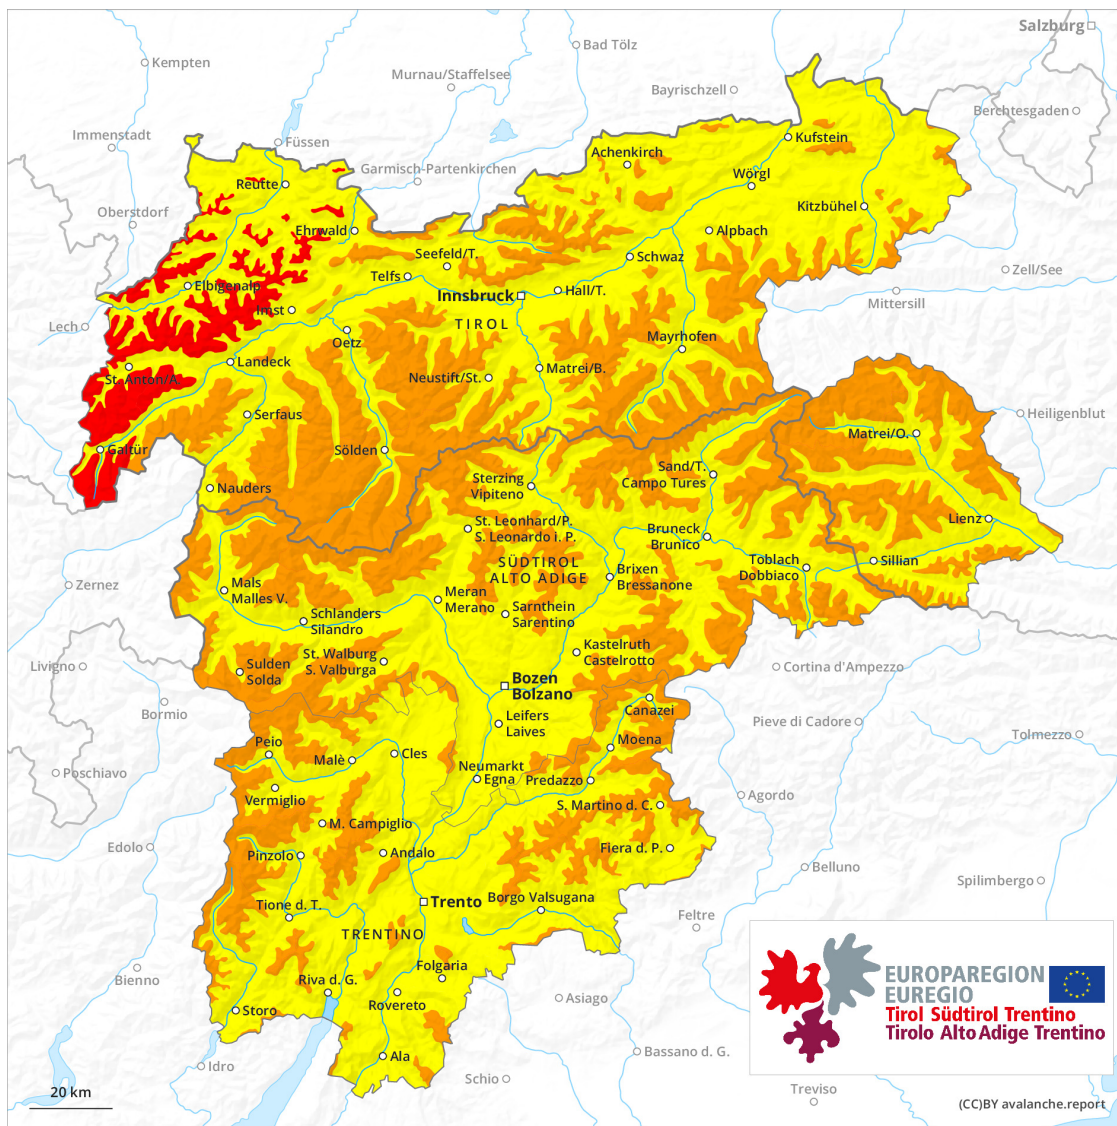 Salzburg
Bad Tölz
Kempten
Murnau/Staffelsee
Bayrischzell
Berchtesgaden
Immenstadt
Füssen
Kufstein
Achenkirch
Garmisch-Partenkirchen
Wörgl
Reutte
Oberstdorf
Kitzbühel
Ehrwald
Alpbach
Seefeld/T.
Schwaz
Telfs
Zell/See
Elbigenalp
Innsbruck
Hall/T.
Mittersill
Imst
Lech
TIROL
Oetz
Mayrhofen
Landeck
Matrei/B.
St. Anton/A.
Neustift/St.
Serfaus
Heiligenblut
Matrei/O.
Galtür
Sölden
Sand/T.
Campo Tures
Sterzing
Vipiteno
Nauders
Lienz
St. Leonhard/P.
S. Leonardo i. P.
Bruneck
Brunico
SÜDTIROL
ALTO ADIGE
Toblach
Dobbiaco
Sillian
Brixen
Bressanone
Zernez
Mals
Malles V.
Meran
Merano
Schlanders
Silandro
Sarnthein
Sarentino
Kastelruth
Castelrotto
St. Walburg
S. Valburga
Livigno
Sulden
Solda
Cortina d'Ampezzo
Bozen
Bolzano
Bormio
Canazei
Leifers
Laives
Pieve di Cadore
Tolmezzo
Peio
Moena
Cles
Malè
Poschiavo
Neumarkt
Egna
Predazzo
Vermiglio
Agordo
S. Martino d. C.
M. Campiglio
Edolo
Fiera d. P.
Pinzolo
Andalo
Belluno
Spilimbergo
Trento
Borgo Valsugana
Tione d. T.
Feltre
TRENTINO
Folgaria
Bienno
Riva d. G.
Rovereto
Asiago
Storo
EUROPAREGION
EUREGIO
Tirol Südtirol Trentino
Tirolo Alto Adige Trentino
Ala
Bassano d. G.
Idro
Schio
Treviso
20 km
(CC)BY avalanche.report